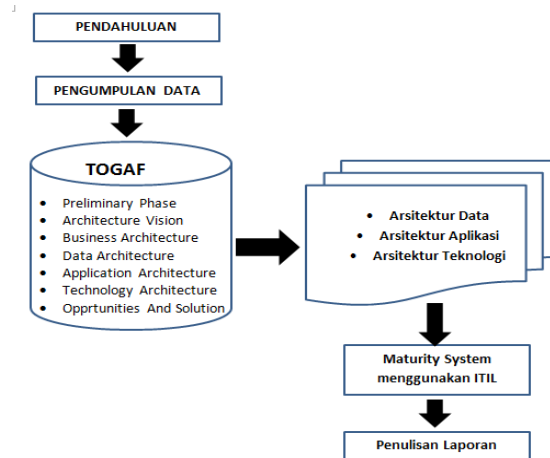 PENDAHULUAN
PENGUMPULAN DATA
TOGAF
• Preliminary Phase
• Architecture Vision
• Business Architecture
• Data Architecture
• Application Architecture
• Technology Architecture
• Opprtunities And Solution
• Arsitektur Data
• Arsitektur Aplikasi
• Arsitektur Teknologi
Maturity System
menggunakan ITIL
Penulisan Laporan